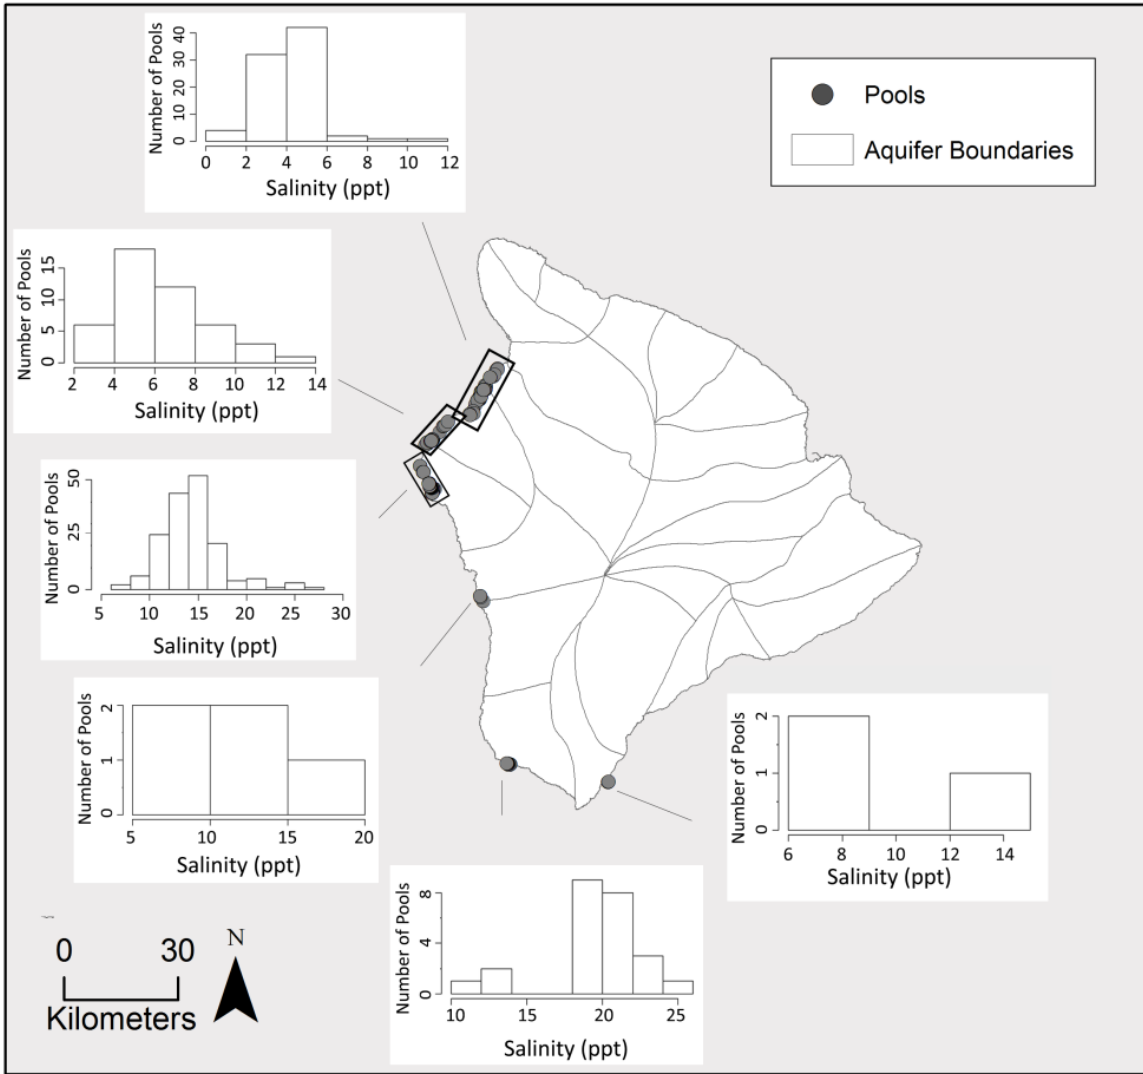 Number of Pools
40
30
20
10
0
0 2 4 6 8 10 12
Salinity (ppt)
Pools
Aquifer Boundaries
Number of Pools
15
10
5
0
2 4 6 8 10 12 14
Salinity (ppt)
Number of Pools
50
25
0
5 10 15 20 25 30
Salinity (ppt)
Number of Pools
2
1
0
5 10 15 20
Salinity (ppt)
Number of Pools
2
1
0
6 8 10 12 14
Salinity (ppt)
Number of Pools
8
4
0
10 15 20 25
Salinity (ppt)
0 30
Kilometers
N